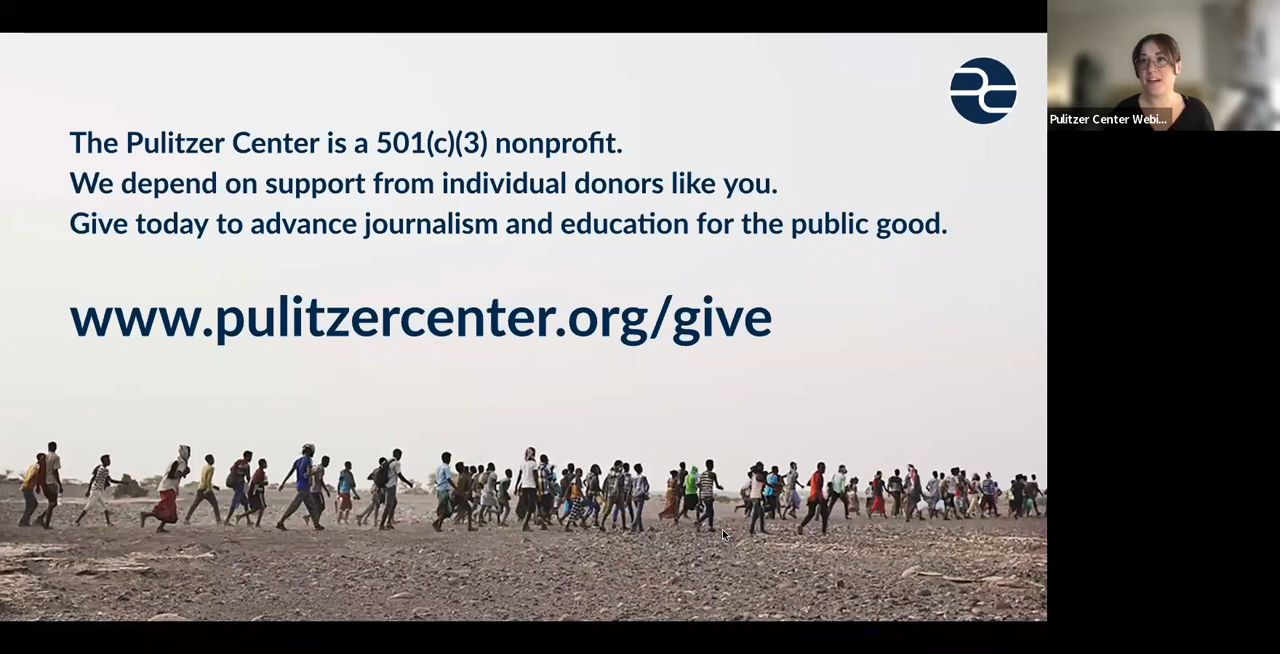 The Pulitzer Center is a 501(c)(3) nonprofit.
We depend on support from individual donors like you.
Give today to advance journalism and education for the public good.
www.pulitzercenter.org/give
Pulitzer Center Webi...